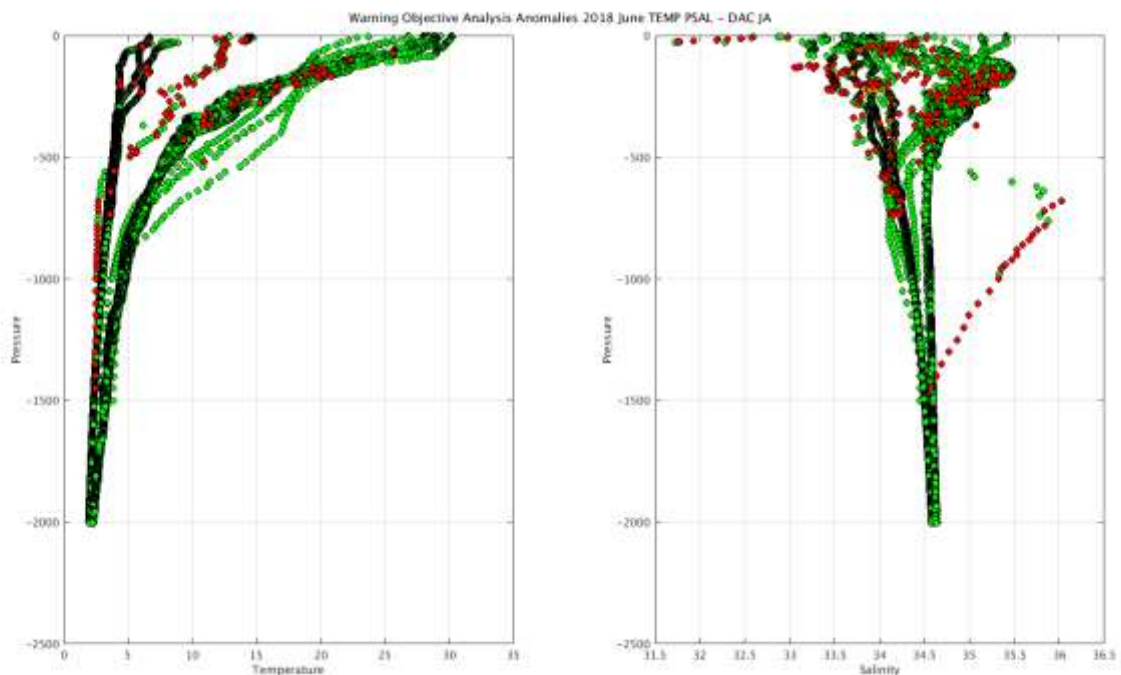 Warning Objective Analysis Anomalies 2018 June TEMP PSAL - DAC JA
0
-500
-1000
-1500
-2000
-2500
Pressure
0 5 10 15 20 25 30 35
Temperature
0
-500
-1000
-1500
-2000
-2500
Pressure
31.5 32 32.5 33 33.5 34 34.5 35 35.5 36 36.5
Salinity